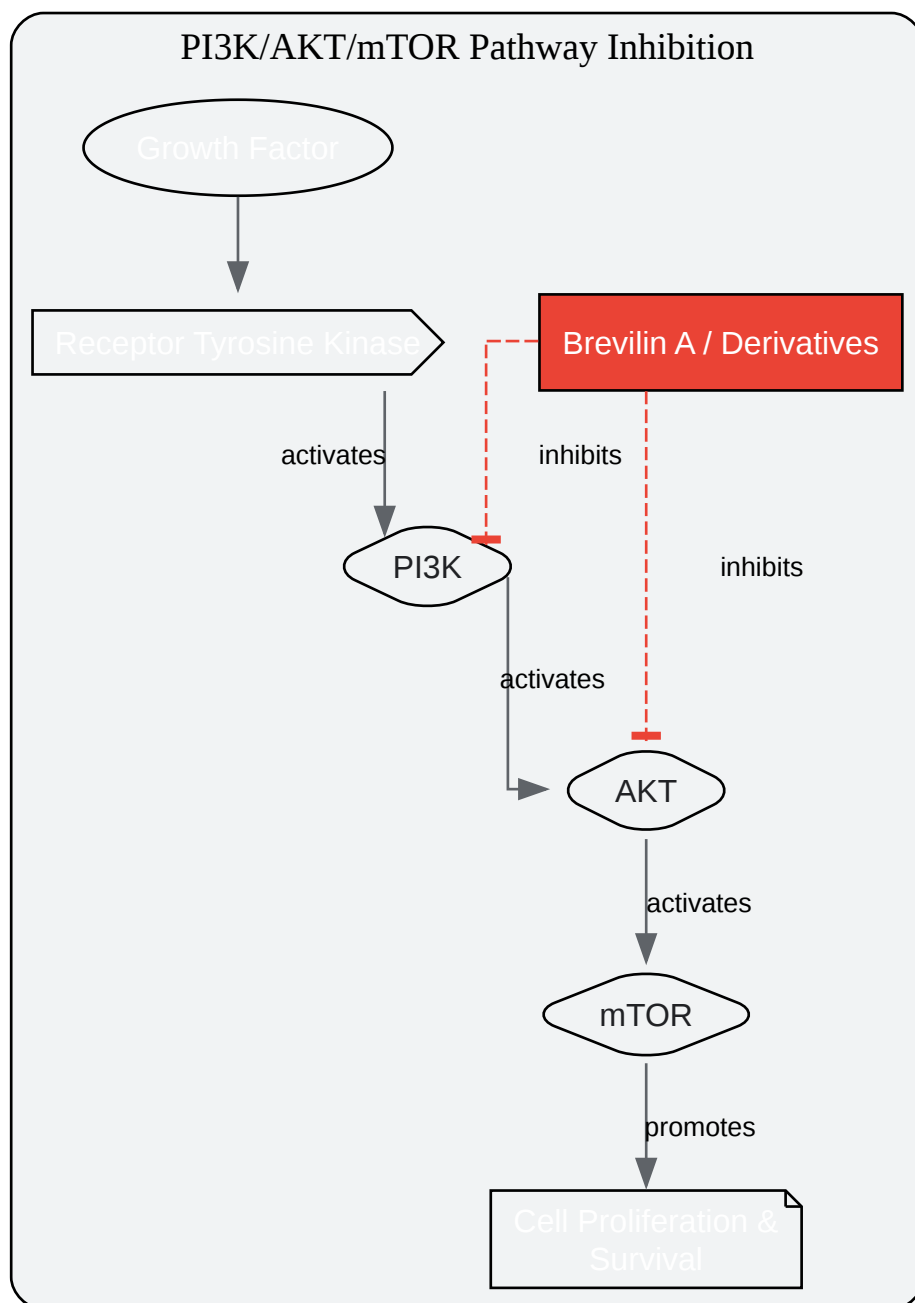 PI3K/AKT/mTOR Pathway Inhibition
Growth Factor
Receptor Tyrosine Kinase
Brevilin A / Derivatives
activates
inhibits
PI3K
inhibits
activates
AKT
activates
mTOR
promotes
Cell Proliferation &
Survival